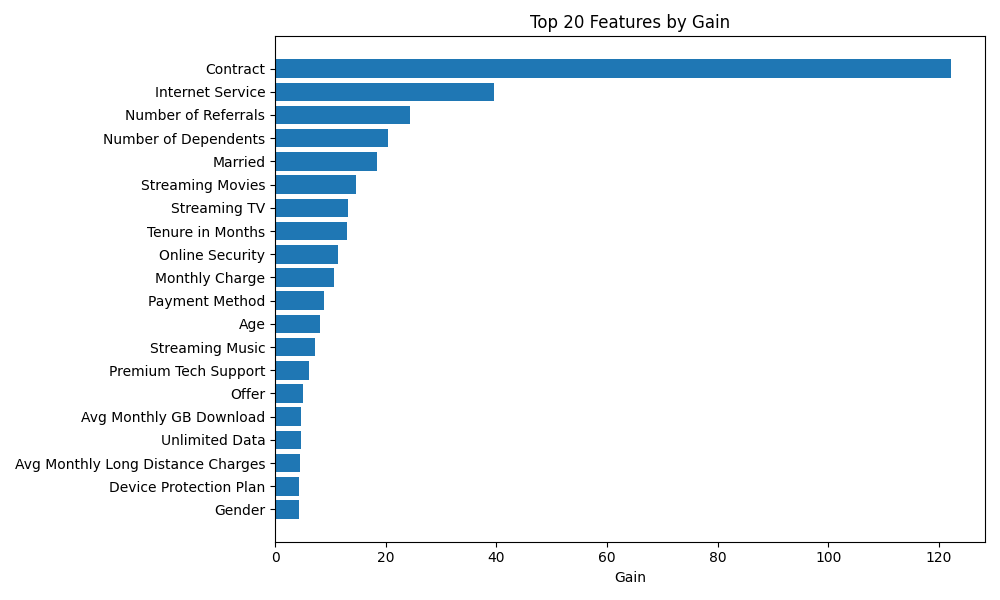 Top 20 Features by Gain
Contract
Internet Service
Number of Referrals
Number of Dependents
Married
Streaming Movies
Streaming TV
Tenure in Months
Online Security
Monthly Charge
Payment Method
Age
Streaming Music
Premium Tech Support
Offer
Avg Monthly GB Download
Unlimited Data
Avg Monthly Long Distance Charges
Device Protection Plan
Gender
0 20 40 60 80 100 120
Gain